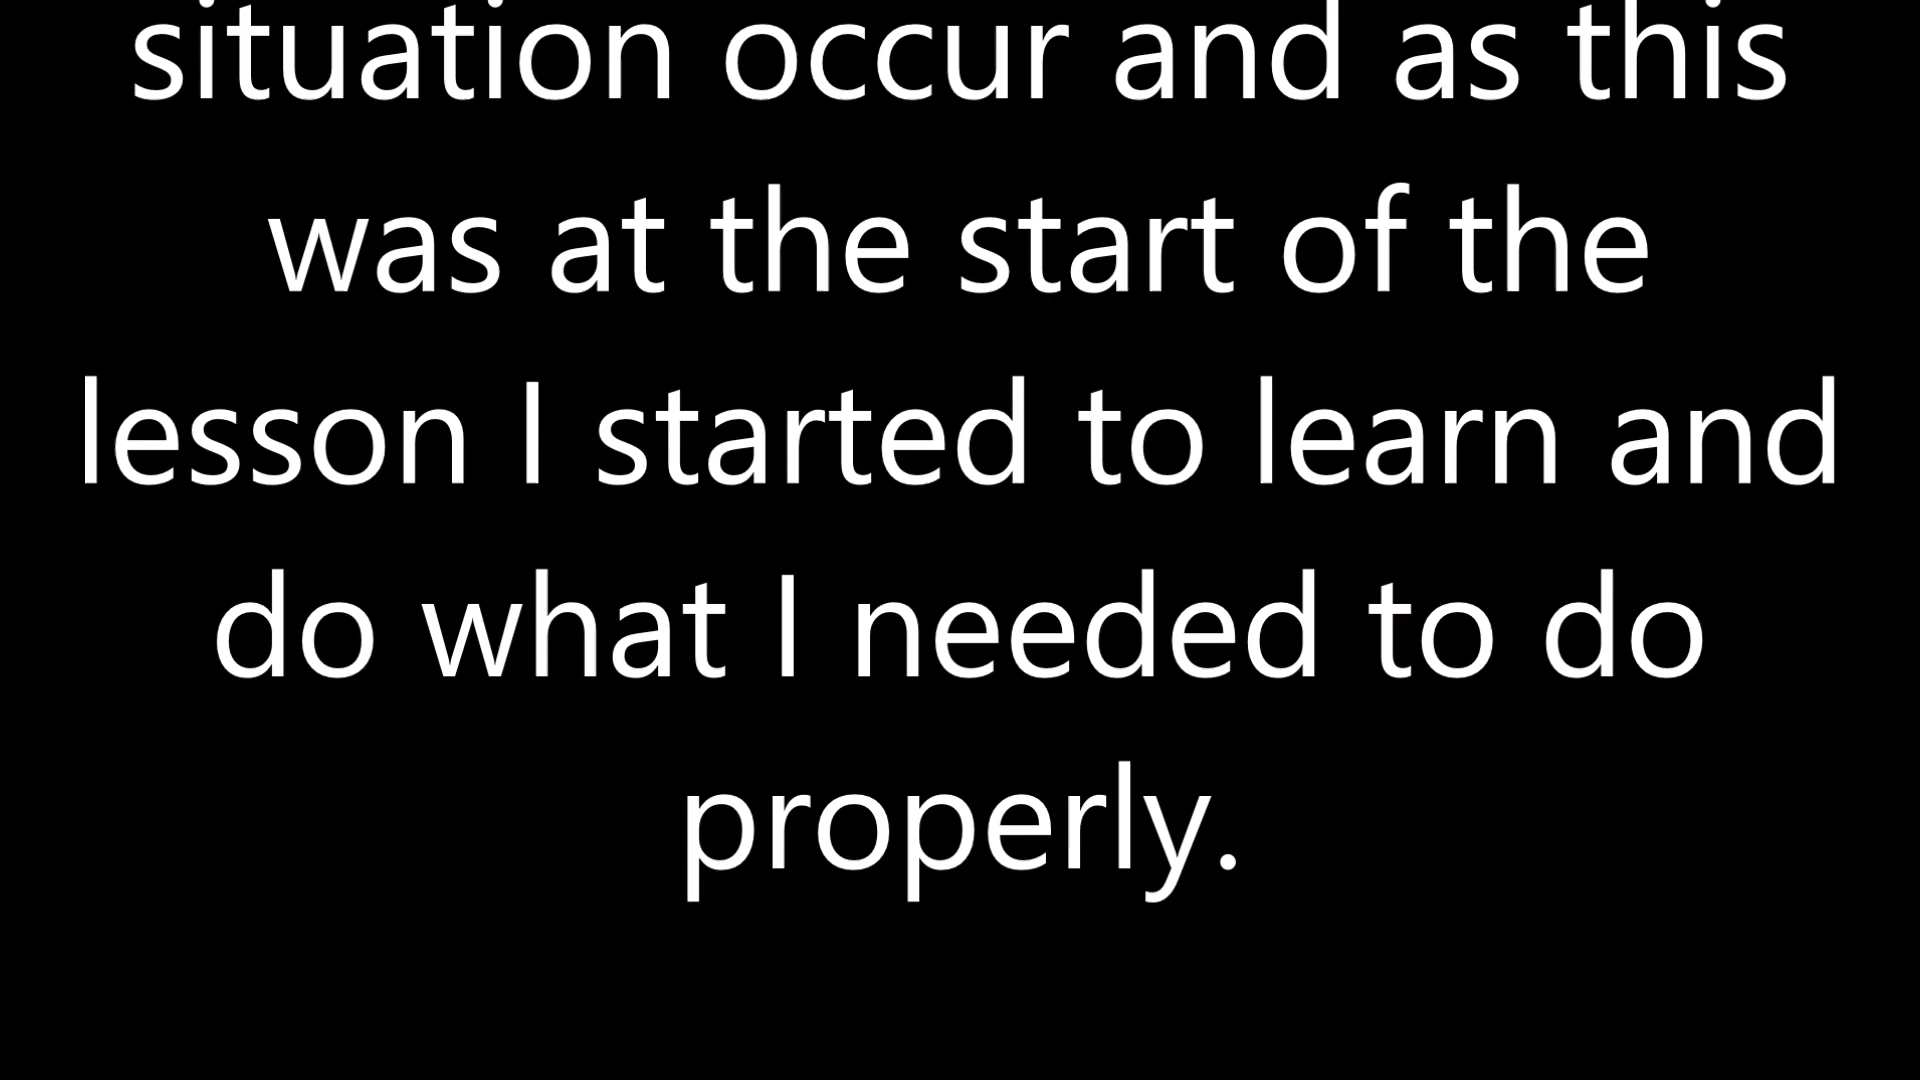 situation occur and as this
was at the start of the
lesson I started to learn and
do what I needed to do
properly.